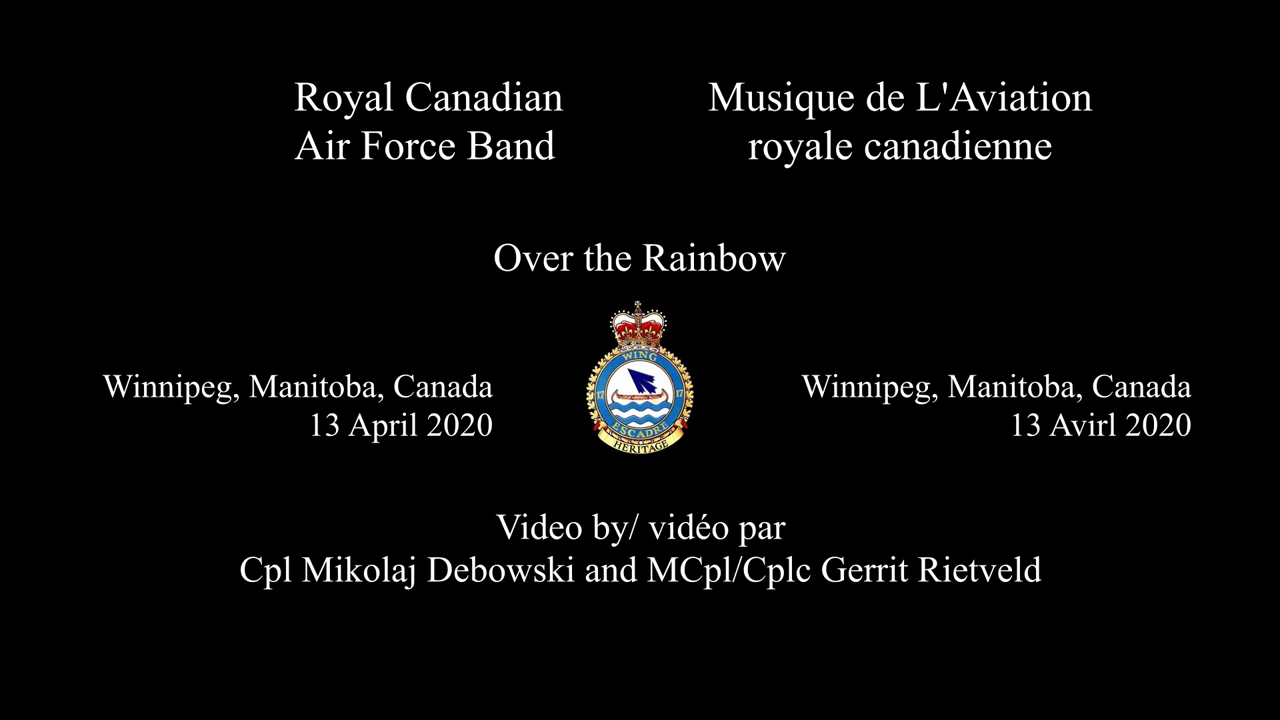 Royal Canadian
Air Force Band
Musique de L'Aviation
royale canadienne
Over the Rainbow
WING
17 17
ESCADRE
HERITAGE
Winnipeg, Manitoba, Canada
13 April 2020
Winnipeg, Manitoba, Canada
13 Avirl 2020
Video by/ vidéo par
Cpl Mikolaj Debowski and MCpl/Cplc Gerrit Rietveld